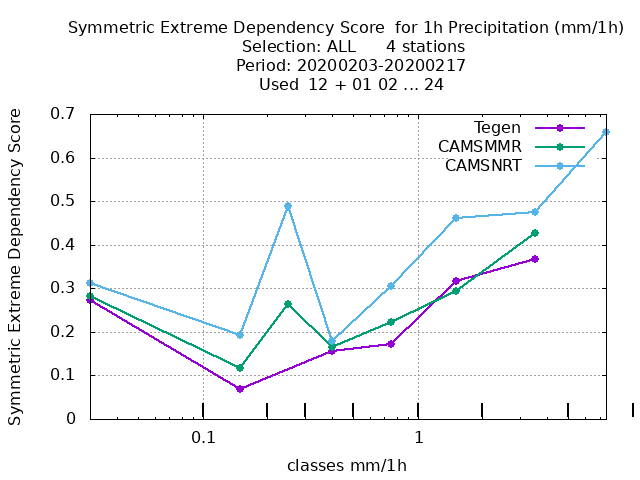 Symmetric Extreme Dependency Score  for 1h Precipitation (mm/1h)
Selection: ALL      4 stations
Period: 20200203-20200217
Used  12 + 01 02 ... 24
Symmetric Extreme Dependency Score
0.7
0.6
0.5
0.4
0.3
0.2
0.1
0
Tegen
CAMSMMR
CAMSNRT
0.1
1
classes mm/1h